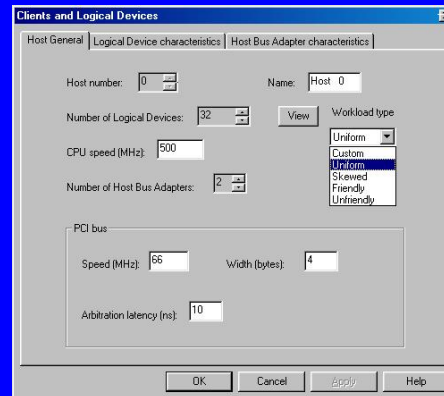 Clients and Logical Devices
Host General Logical Device characteristics Host Bus Adapter characteristics
Host number: 0 Name: Host 0
Number of Logical Devices: 32 View Workload type
Uniform
CPU speed (MHz): 500
Custom
Uniform
Skewed
Friendly
Unfriendly
Number of Host Bus Adapters: 2
PCI bus
Speed (MHz): 66 Width (bytes): 4
Arbitration latency (ns): 10
OK Cancel Apply Help